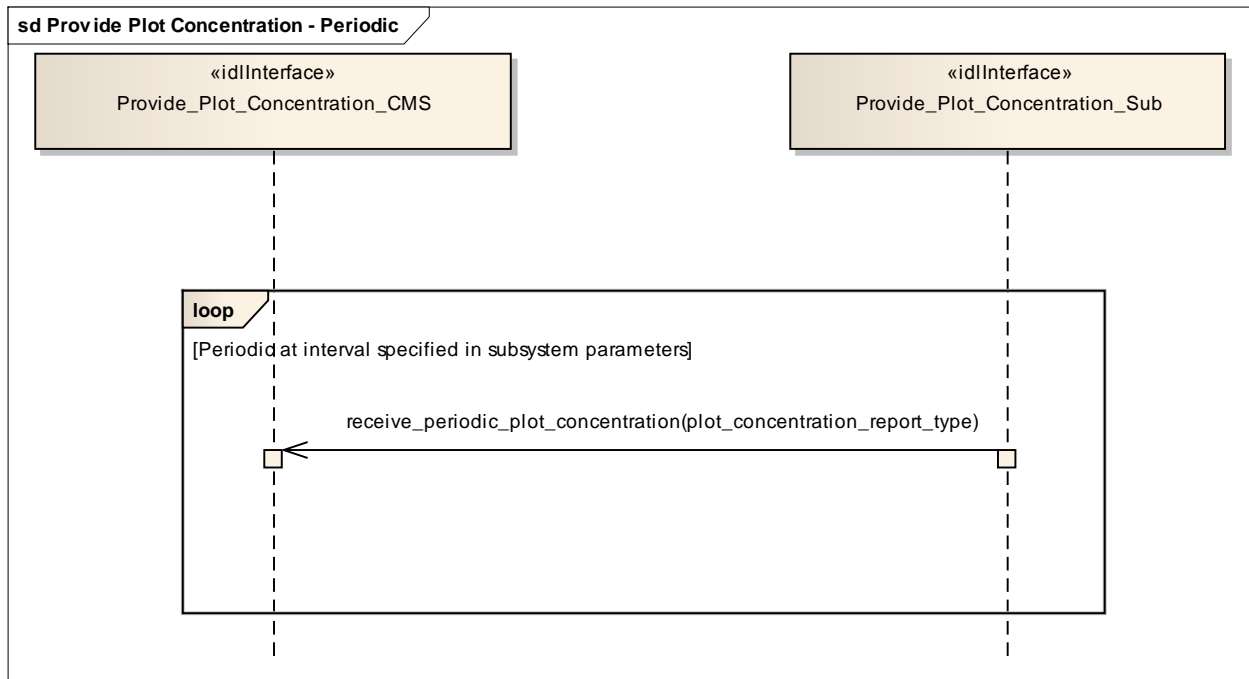 sd Provide Plot Concentration - Periodic
«idlInterface»
Provide_Plot_Concentration_CMS
«idlInterface»
Provide_Plot_Concentration_Sub
loop
[Periodic at interval specified in subsystem parameters]
receive_periodic_plot_concentration(plot_concentration_report_type)